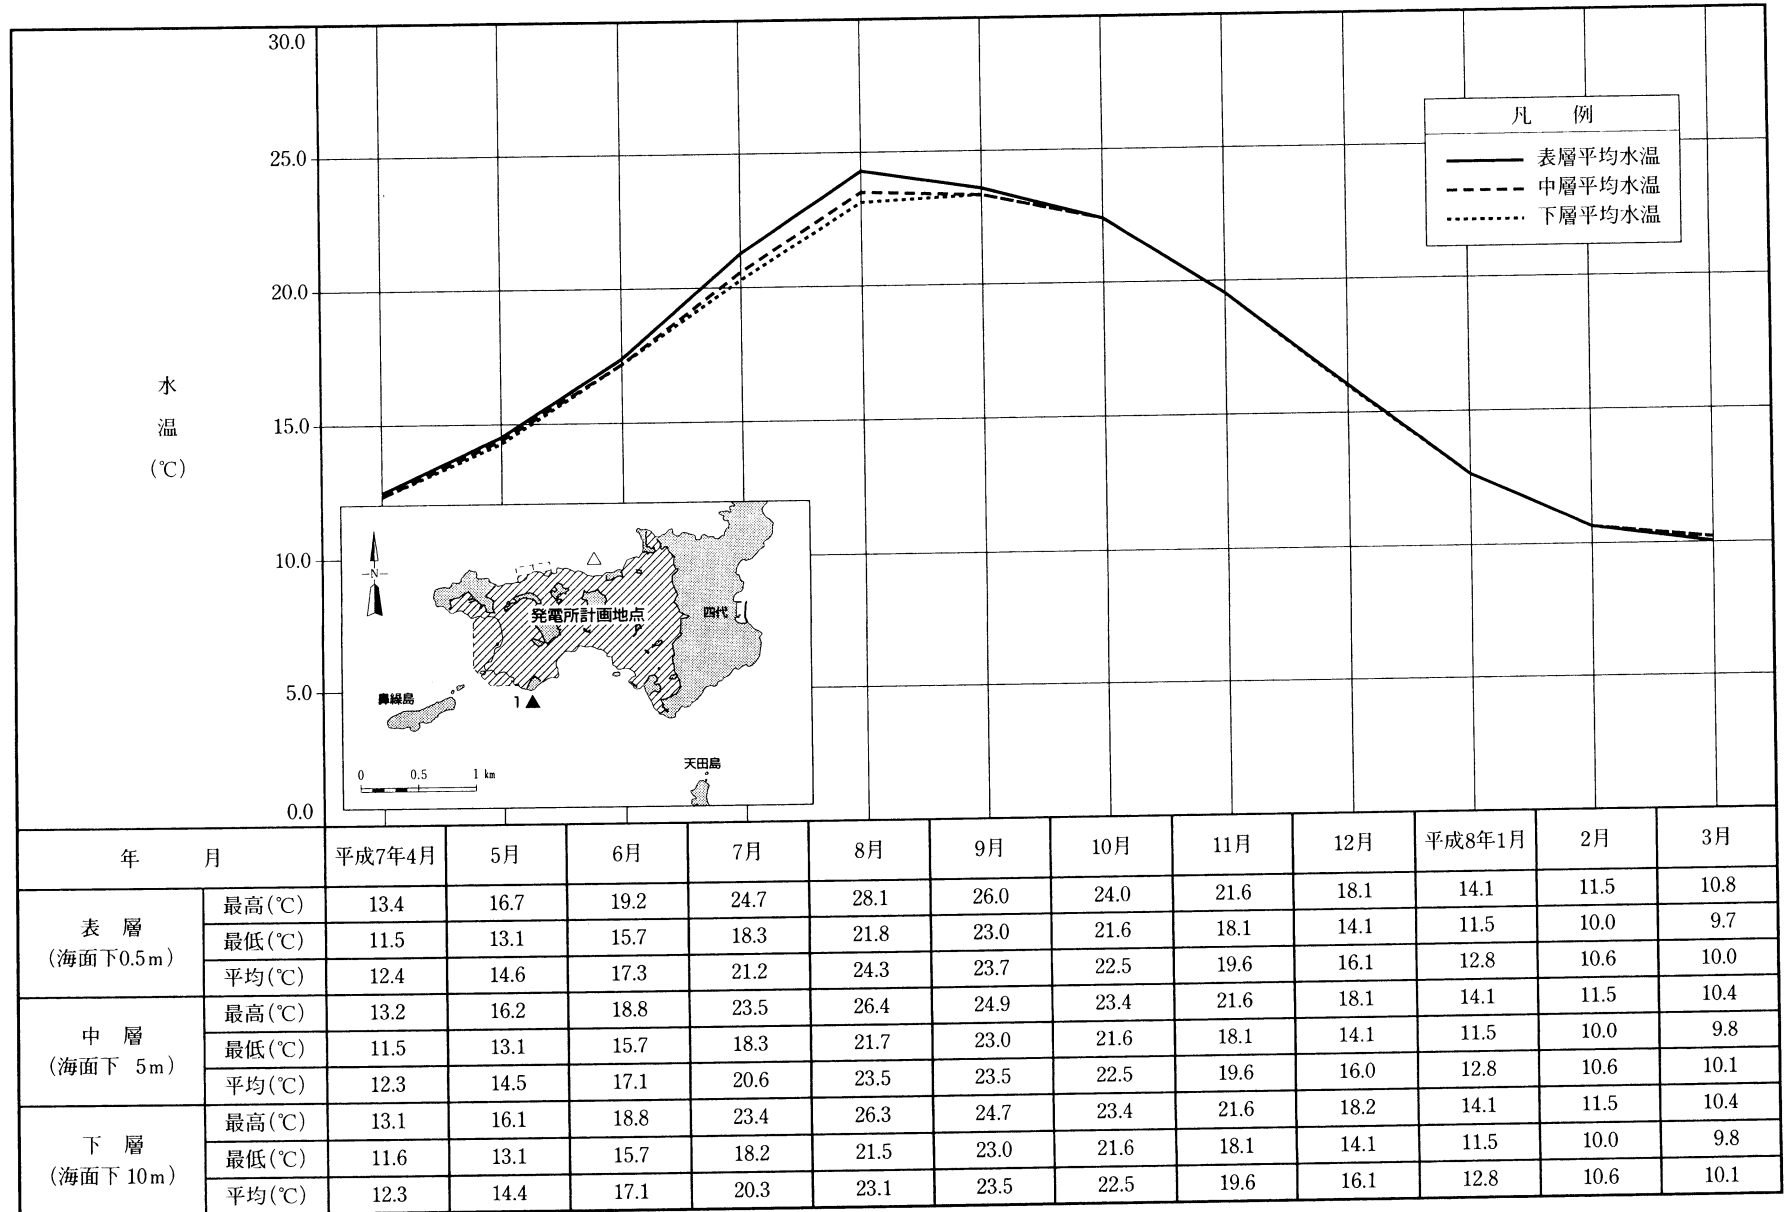 30.0
25.0
20.0
15.0
10.0
5.0
0.0
水温(℃)
凡 例
表層平均水温
中層平均水温
下層平均水温
N
発電所計画地点
四代
鼻繰島
1
天田島
0 0.5 1 km
年 月 平成7年4月 5月 6月 7月 8月 9月 10月 11月 12月 平成8年1月 2月 3月
表 層
(海面下0.5m)
最高(℃) 13.4 16.7 19.2 24.7 28.1 26.0 24.0 21.6 18.1 14.1 11.5 10.8
最低(℃) 11.5 13.1 15.7 18.3 21.8 23.0 21.6 18.1 14.1 11.5 10.0 9.7
平均(℃) 12.4 14.6 17.3 21.2 24.3 23.7 22.5 19.6 16.1 12.8 10.6 10.0
中 層
(海面下 5m)
最高(℃) 13.2 16.2 18.8 23.5 26.4 24.9 23.4 21.6 18.1 14.1 11.5 10.4
最低(℃) 11.5 13.1 15.7 18.3 21.7 23.0 21.6 18.1 14.1 11.5 10.0 9.8
平均(℃) 12.3 14.5 17.1 20.6 23.5 23.5 22.5 19.6 16.0 12.8 10.6 10.1
下 層
(海面下 10m)
最高(℃) 13.1 16.1 18.8 23.4 26.3 24.7 23.4 21.6 18.2 14.1 11.5 10.4
最低(℃) 11.6 13.1 15.7 18.2 21.5 23.0 21.6 18.1 14.1 11.5 10.0 9.8
平均(℃) 12.3 14.4 17.1 20.3 23.1 23.5 22.5 19.6 16.1 12.8 10.6 10.1